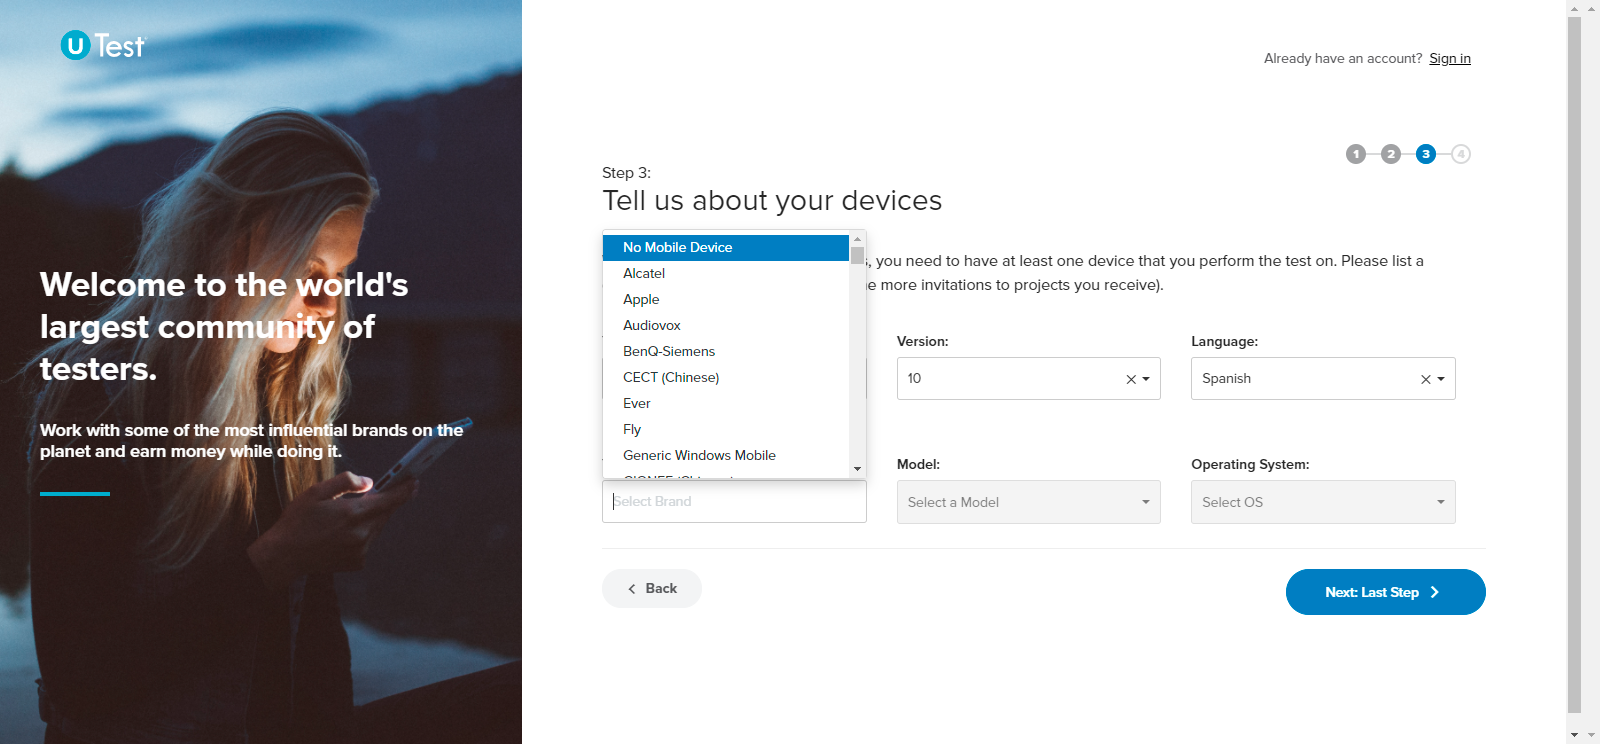 uTest
Already have an account? Sign in
1 2 3 4
Step 3:
Tell us about your devices
No Mobile Device
Alcatel
Apple
Audiovox
BenQ-Siemens
CECT (Chinese)
Ever
Fly
Generic Windows Mobile
, you need to have at least one device that you perform the test on. Please list a
more invitations to projects you receive).
Version:
Language:
10
Spanish
Model:
Operating System:
Select Brand
Select a Model
Select OS
Back
Next: Last Step
Welcome to the world's
largest community of
testers.
Work with some of the most influential brands on the
planet and earn money while doing it.